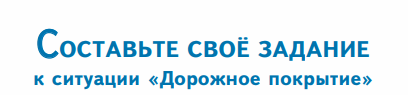 Составьте своё задание
к ситуации «Дорожное покрытие»